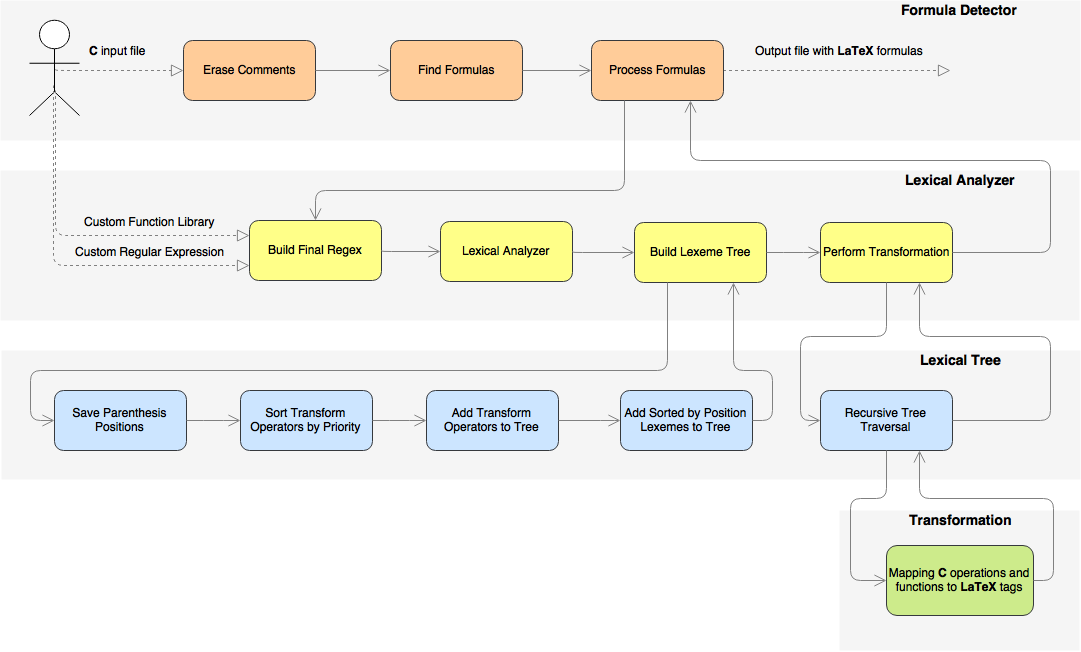 Formula Detector
C input file
Erase Comments
Find Formulas
Process Formulas
Output file with LaTeX formulas
Lexical Analyzer
Custom Function Library
Custom Regular Expression
Build Final Regex
Lexical Analyzer
Build Lexeme Tree
Perform Transformation
Lexical Tree
Save Parenthesis
Positions
Sort Transform
Operators by Priority
Add Transform
Operators to Tree
Add Sorted by Position
Lexemes to Tree
Recursive Tree
Traversal
Transformation
Mapping C operations and
functions to LaTeX tags